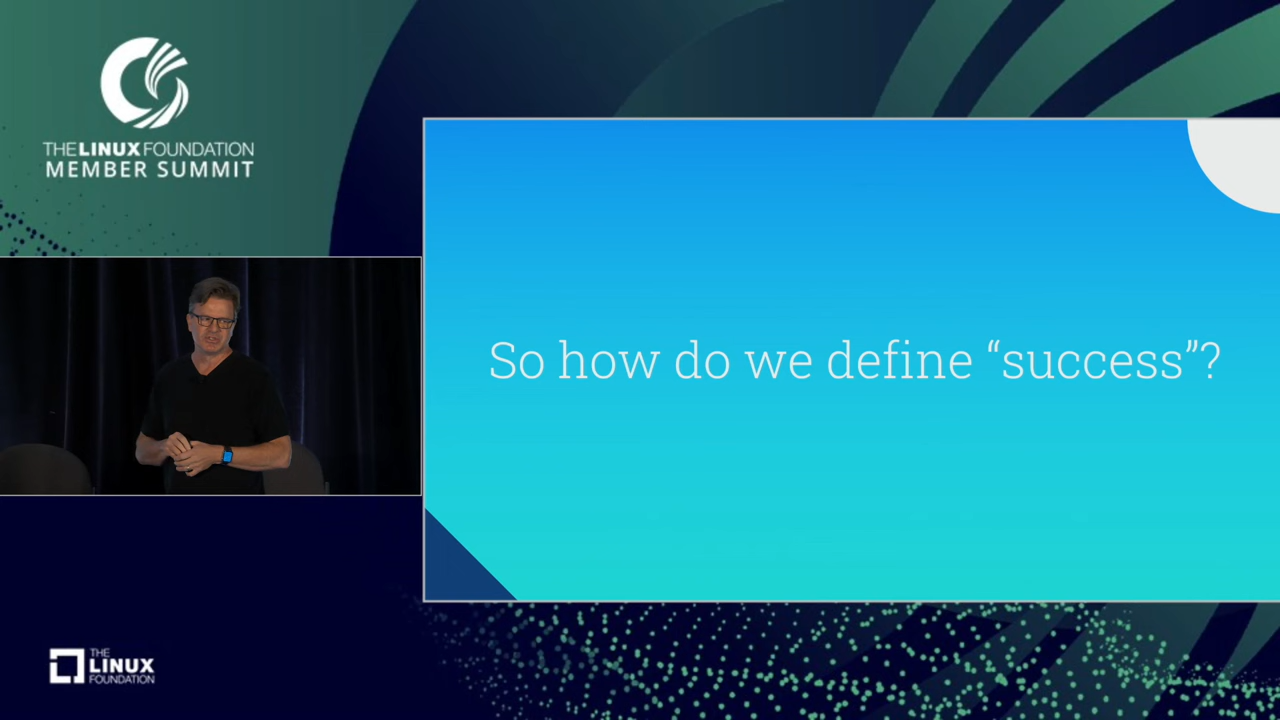 THE LINUX FOUNDATION
MEMBER SUMMIT
So how do we define “success”?
THE
LINUX
FOUNDATION